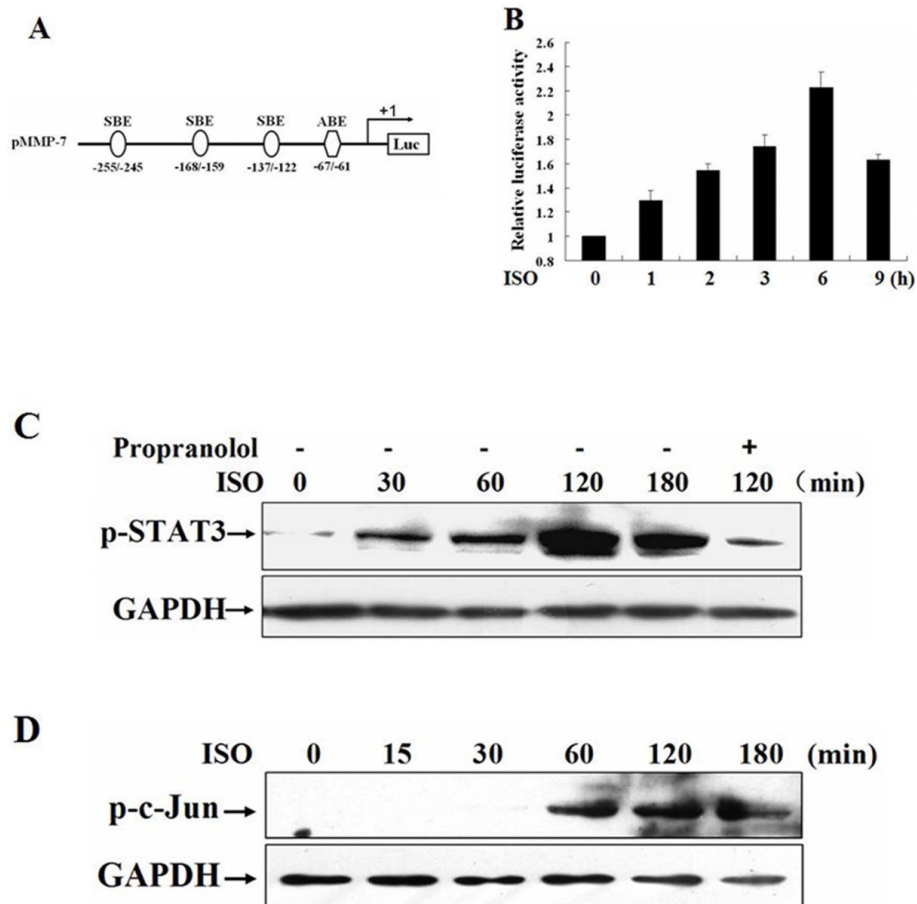 A
SBE SBE SBE ABE +1
pMMP-7 Luc
-255/-245 -168/-159 -137/-122 -67/-61
B
Relative luciferase activity
2.6
2.4
2.2
2
1.8
1.6
1.4
1.2
1
0.8
ISO 0 1 2 3 6 9 (h)
C
Propranolol - - - - - +
ISO 0 30 60 120 180 120 (min)
p-STAT3→
GAPDH→
D
ISO 0 15 30 60 120 180 (min)
p-c-Jun→
GAPDH→